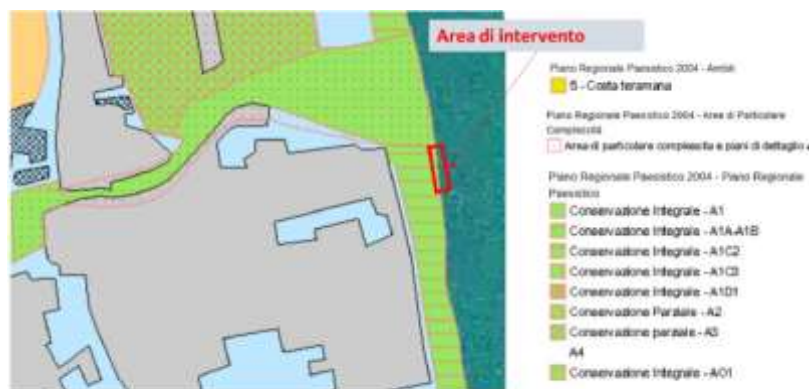 Area di intervento
Piano Regionale Paesistico 2004 - Ambiti
5 - Costa teramana
Piano Regionale Paesistico 2004 - Aree di Particolare
Complessità
Area di particolare complessita e piani di dettaglio
Piano Regionale Paesistico 2004 - Piano Regionale
Paesistico
Conservazione Integrale - A1
Conservazione Integrale - A1A-A1B
Conservazione Integrale - A1C2
Conservazione Integrale - A1C3
Conservazione Integrale - A1D1
Conservazione Parziale - A2
Conservazione parziale - A3
A4
Conservazione Integrale - A/O1